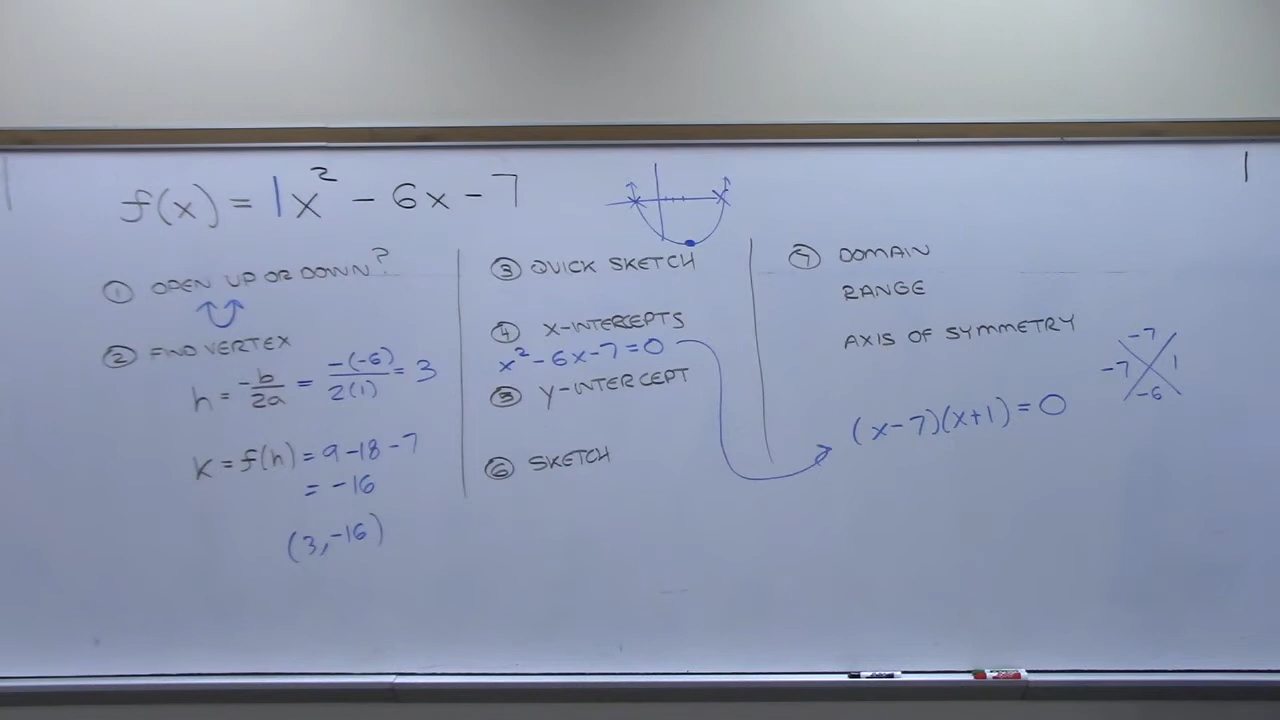 f(x) = 1x² - 6x - 7
① OPEN UP OR DOWN?
② FIND VERTEX
h = -b/2a = -(-6)/2(1) = 3
K = f(h) = 9 - 18 - 7
= -16
(3, -16)
③ QUICK SKETCH
④ X-INTERCEPTS
x² - 6x - 7 = 0
⑤ Y-INTERCEPT
⑥ SKETCH
⑦ DOMAIN
RANGE
AXIS OF SYMMETRY
-7
-7 1
-6
(x - 7)(x + 1) = 0